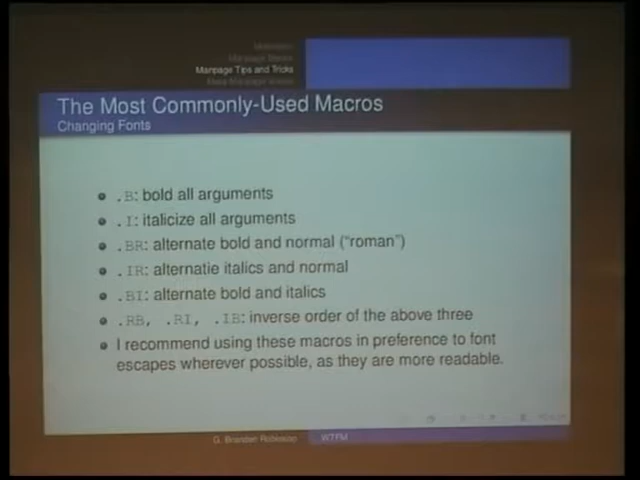 Manpage Tips and Tricks
The Most Commonly-Used Macros
Changing Fonts
.B: bold all arguments
.I: italicize all arguments
.BR: alternate bold and normal (“roman”)
.IR: alternatie italics and normal
.BI: alternate bold and italics
.RB, .RI, .IB: inverse order of the above three
I recommend using these macros in preference to font
escapes wherever possible, as they are more readable.
G. Branden Robinson WTFM